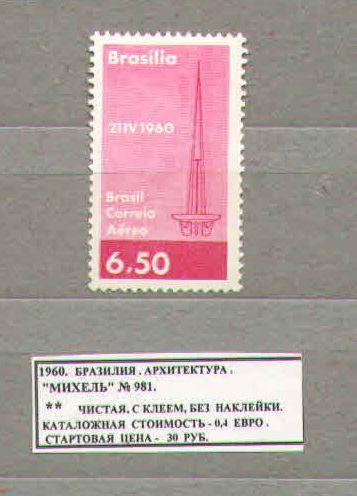 Brasília
21 IV 1960
Brasil
Correio
Aéreo
6,50
1960. БРАЗИЛИЯ . АРХИТЕКТУРА .
"МИХЕЛЬ" № 981.
** ЧИСТАЯ, С КЛЕЕМ, БЕЗ НАКЛЕЙКИ.
КАТАЛОЖНАЯ СТОИМОСТЬ - 0,4 ЕВРО .
СТАРТОВАЯ ЦЕНА - 30 РУБ.